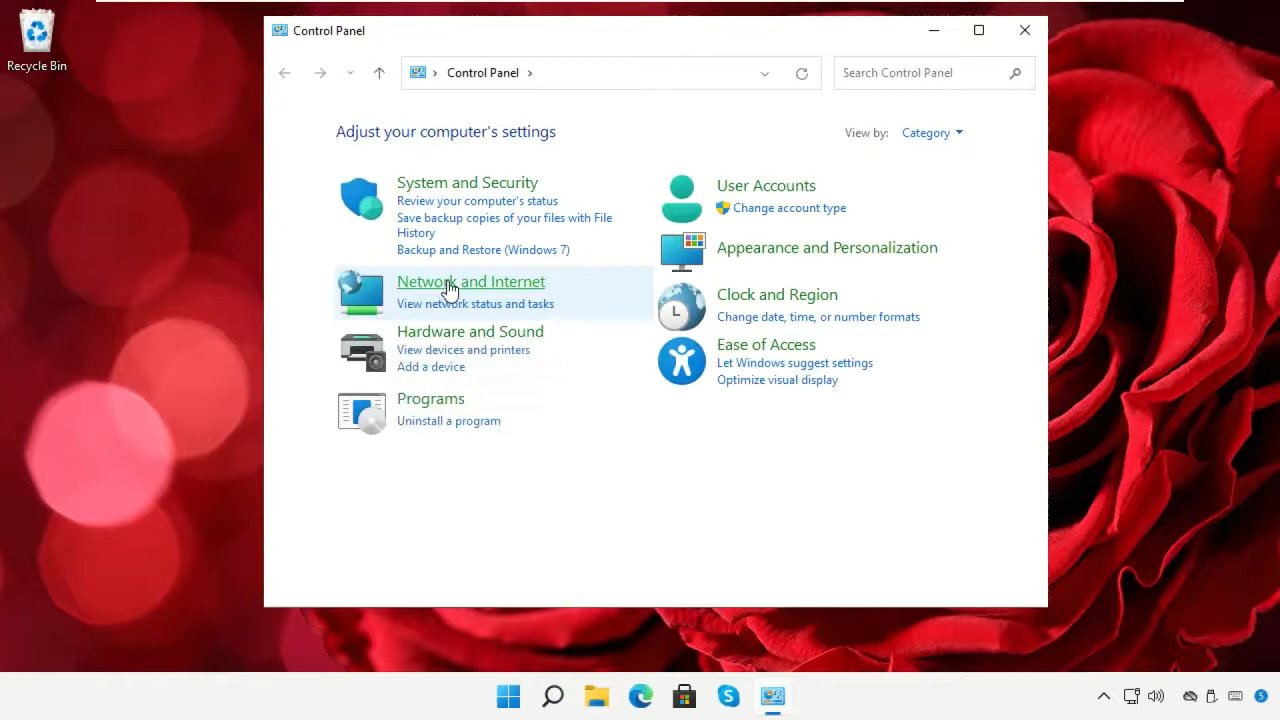 Recycle Bin
Control Panel
Control Panel
Search Control Panel
Adjust your computer's settings
View by:
Category
System and Security
Review your computer's status
Save backup copies of your files with File
History
Backup and Restore (Windows 7)
Network and Internet
View network status and tasks
Hardware and Sound
View devices and printers
Add a device
Programs
Uninstall a program
User Accounts
Change account type
Appearance and Personalization
Clock and Region
Change date, time, or number formats
Ease of Access
Let Windows suggest settings
Optimize visual display
5